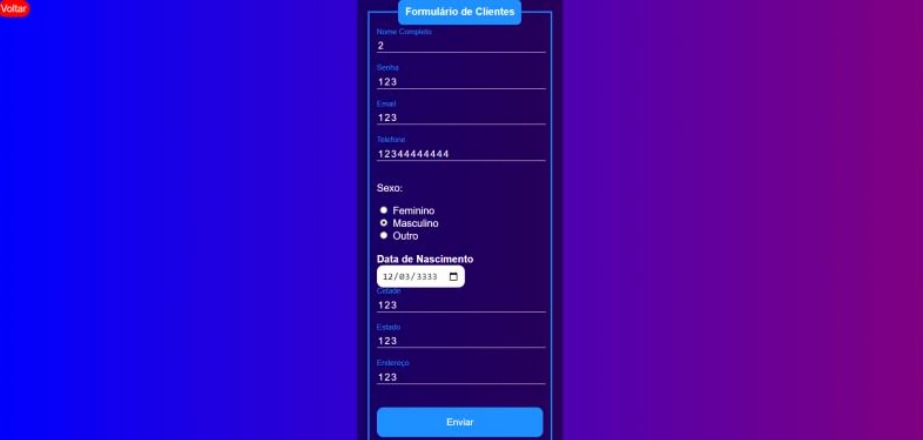 Voltar
Formulário de Clientes
Nome Completo
2
Senha
123
Email
123
Telefone
12344444444
Sexo:
Feminino
Masculino
Outro
Data de Nascimento
12/03/3333
Cidade
123
Estado
123
Endereço
123
Enviar